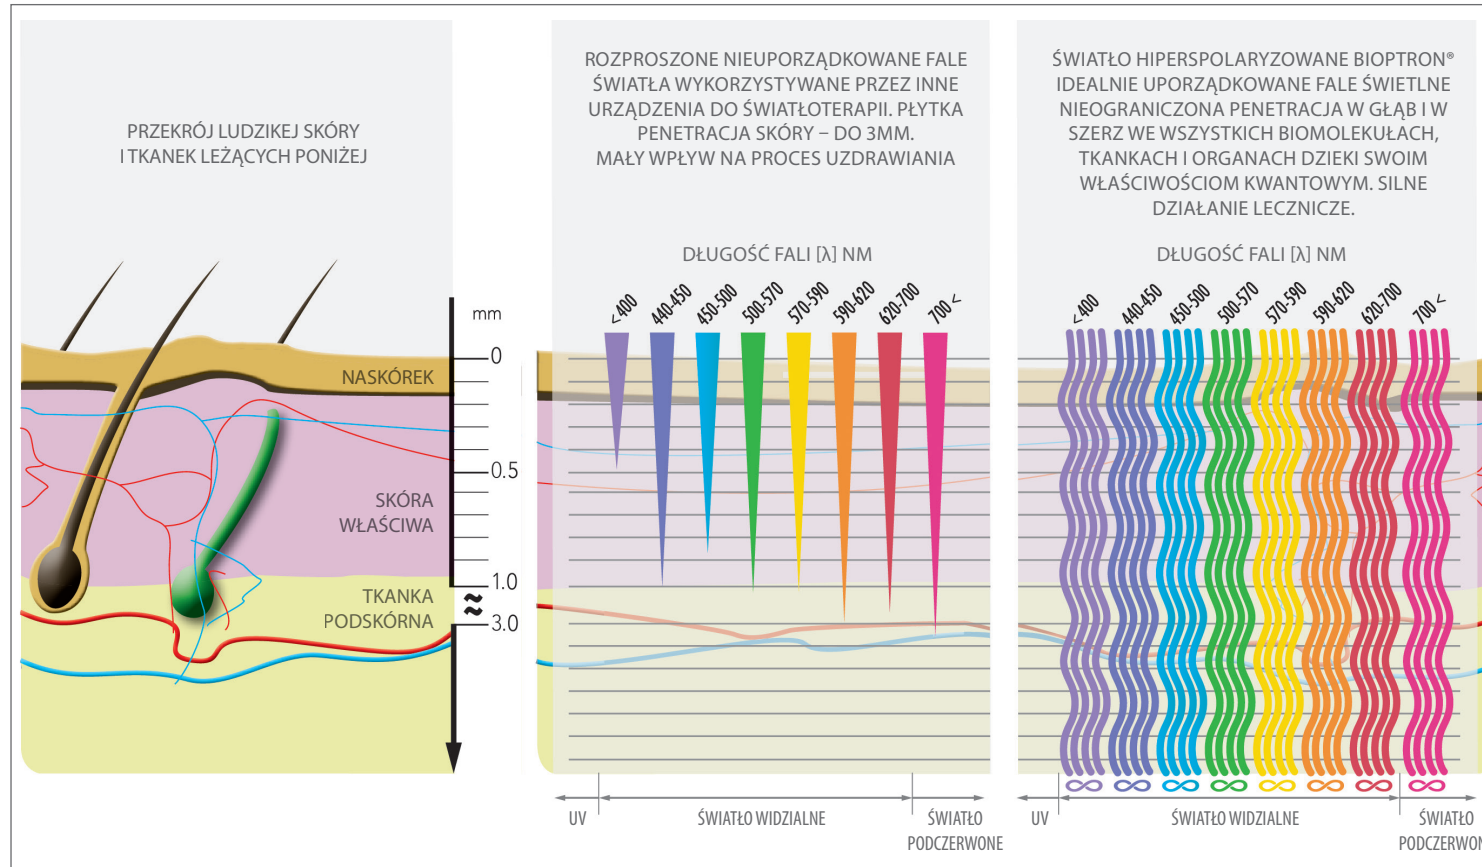 PRZEKRÓJ LUDZIKEJ SKÓRY
I TKANEK LEŻĄCYCH PONIŻEJ
mm
0
0.5
1.0
3.0
NASKÓREK
SKÓRA
WŁAŚCIWA
TKANKA
PODSKÓRNA
ROZPROSZONE NIEUPORZĄDKOWANE FALE
ŚWIATŁA WYKORZYSTYWANE PRZEZ INNE
URZĄDZENIA DO ŚWIATŁOTERAPII. PŁYTKA
PENETRACJA SKÓRY – DO 3MM.
MAŁY WPŁYW NA PROCES UZDRAWIANIA
DŁUGOŚĆ FALI [λ] NM
<400
440-450
450-500
500-570
570-590
590-620
620-700
700<
UV
ŚWIATŁO WIDZIALNE
ŚWIATŁO
PODCZERWONE
ŚWIATŁO HIPERSPOLARYZOWANE BIOPTRON®
IDEALNIE UPORZĄDKOWANE FALE ŚWIETLNE
NIEOGRANICZONA PENETRACJA W GŁĄB I W
SZERZ WE WSZYSTKICH BIOMOLEKUŁACH,
TKANKACH I ORGANACH DZIEKI SWOIM
WŁAŚCIWOŚCIOM KWANTOWYM. SILNE
DZIAŁANIE LECZNICZE.
DŁUGOŚĆ FALI [λ] NM
<400
440-450
450-500
500-570
570-590
590-620
620-700
700<
∞ ∞ ∞ ∞ ∞ ∞ ∞ ∞
UV
ŚWIATŁO WIDZIALNE
ŚWIATŁO
PODCZERWON